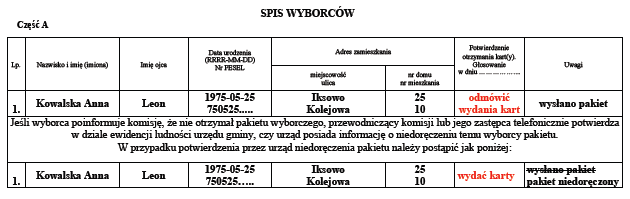 SPIS WYBORCÓW
Część A
Lp.
Nazwisko i imię (imiona)
Imię ojca
Data urodzenia
(RRRR-MM-DD)
Nr PESEL
Adres zamieszkania
miejscowość
ulica
nr domu
nr mieszkania
Potwierdzenie
otrzymania kart(y).
Głosowanie
w dniu ………………..
Uwagi
1.
Kowalska Anna
Leon
1975-05-25
750525…..
Iksowo
Kolejowa
25
10
odmówić
wydania kart
wysłano pakiet
Jeśli wyborca poinformuje komisję, że nie otrzymał pakietu wyborczego, przewodniczący komisji lub jego zastępca telefonicznie potwierdza
w dziale ewidencji ludności urzędu gminy, czy urząd posiada informację o niedoręczeniu temu wyborcy pakietu.
W przypadku potwierdzenia przez urząd niedoręczenia pakietu należy postąpić jak poniżej:
1.
Kowalska Anna
Leon
1975-05-25
750525…..
Iksowo
Kolejowa
25
10
wydać karty
wysłano pakiet
pakiet niedoręczony